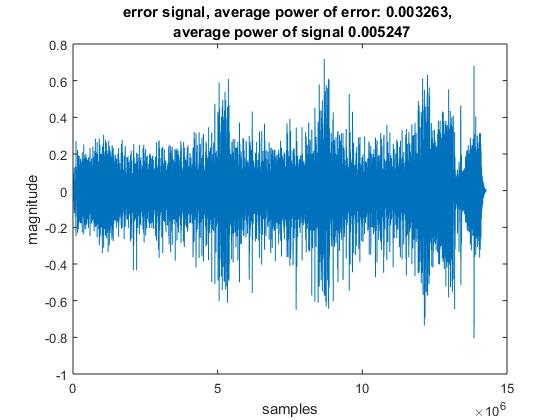 error signal, average power of error: 0.003263,
average power of signal 0.005247
0.8
0.6
0.4
0.2
0
-0.2
-0.4
-0.6
-0.8
-1
magnitude
0 5 10 15
samples
×10^6